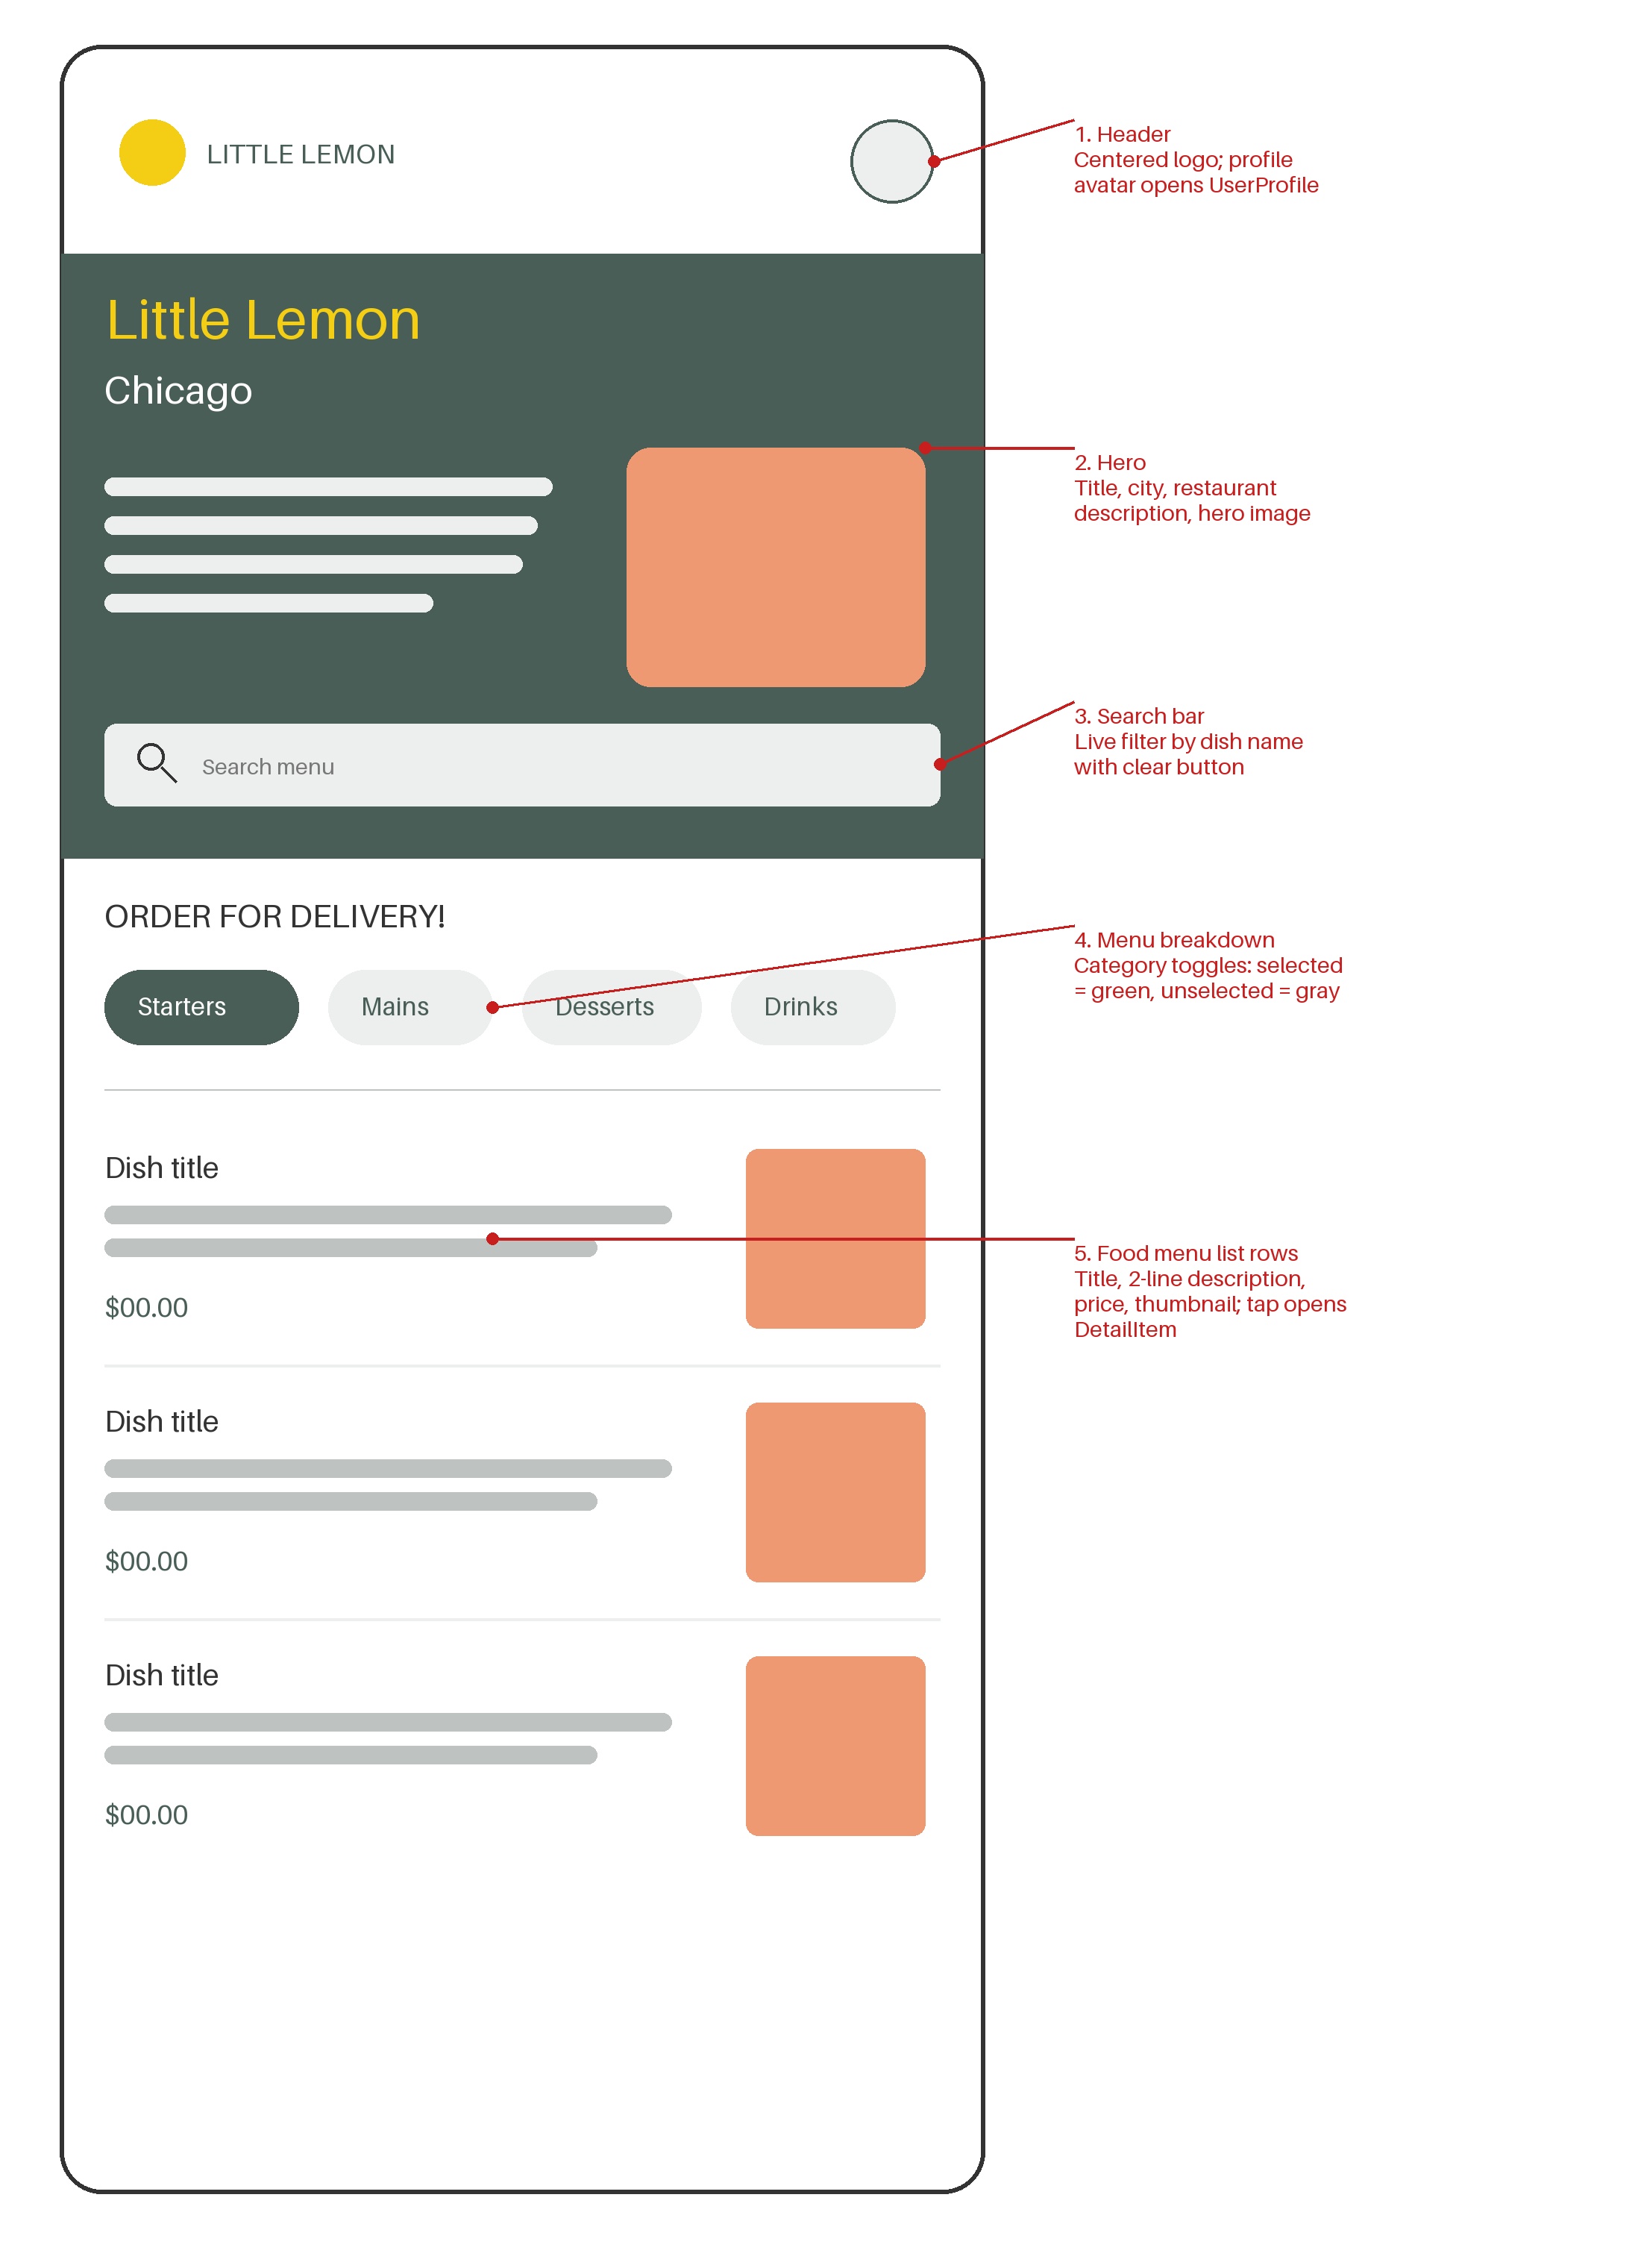 LITTLE LEMON
1. Header
Centered logo; profile
avatar opens UserProfile
Little Lemon
Chicago
2. Hero
Title, city, restaurant
description, hero image
Search menu
3. Search bar
Live filter by dish name
with clear button
ORDER FOR DELIVERY!
4. Menu breakdown
Category toggles: selected
= green, unselected = gray
Starters Mains Desserts Drinks
Dish title
$00.00
5. Food menu list rows
Title, 2-line description,
price, thumbnail; tap opens
DetailItem
Dish title
$00.00
Dish title
$00.00